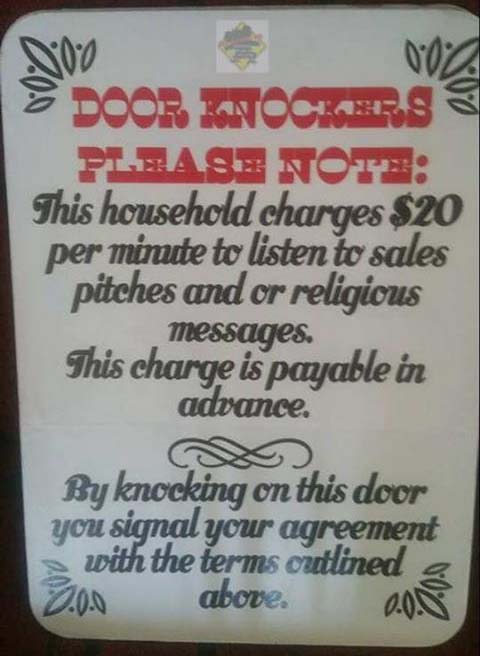 DOOR KNOCKERS
PLEASE NOTE:
This household charges $20
per minute to listen to sales
pitches and or religious
messages.
This charge is payable in
advance.
By knocking on this door
you signal your agreement
with the terms outlined
above.